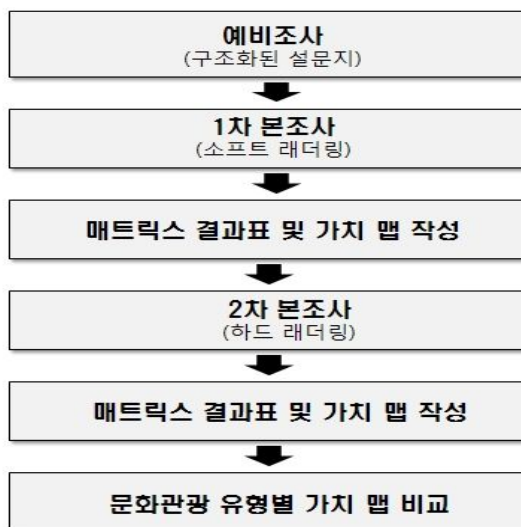 예비조사
(구조화된 설문지)
1차 본조사
(소프트 래더링)
매트릭스 결과표 및 가치 맵 작성
2차 본조사
(하드 래더링)
매트릭스 결과표 및 가치 맵 작성
문화관광 유형별 가치 맵 비교